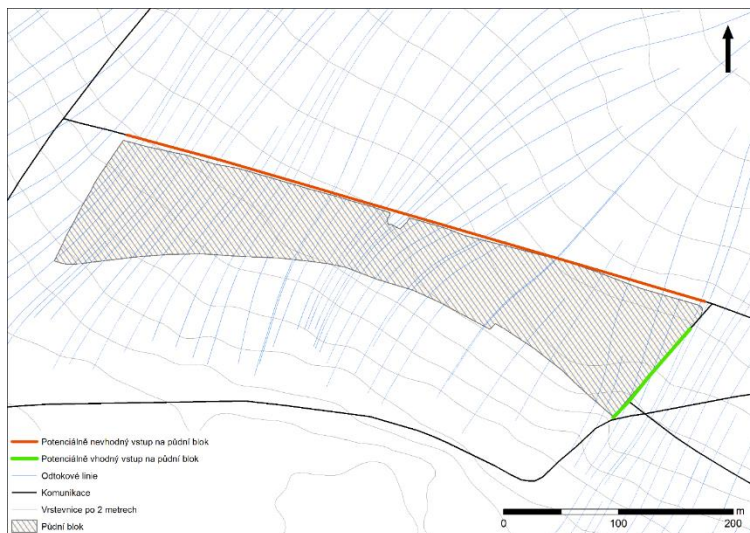 Potenciálně nevhodný vstup na půdní blok
Potenciálně vhodný vstup na půdní blok
Odtokové linie
Komunikace
Vrstevnice po 2 metrech
Půdní blok
m
0 100 200